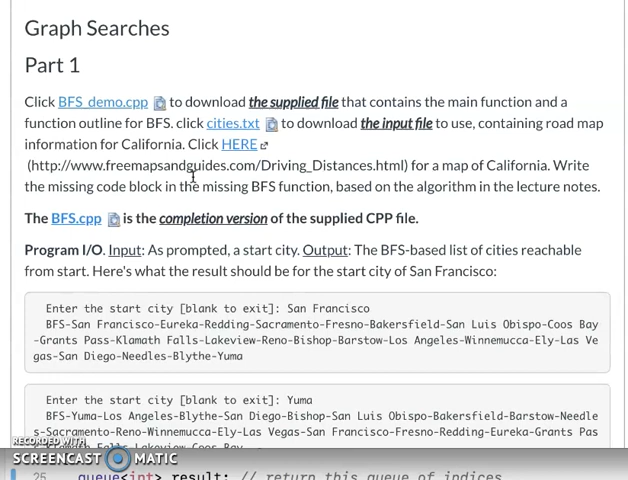 Graph Searches
Part 1
Click BFS_demo.cpp to download the supplied file that contains the main function and a
function outline for BFS. click cities.txt to download the input file to use, containing road map
information for California. Click HERE
(http://www.freemapsandguides.com/Driving_Distances.html) for a map of California. Write
the missing code block in the missing BFS function, based on the algorithm in the lecture notes.
The BFS.cpp is the completion version of the supplied CPP file.
Program I/O. Input: As prompted, a start city. Output: The BFS-based list of cities reachable
from start. Here's what the result should be for the start city of San Francisco:
Enter the start city [blank to exit]: San Francisco
BFS-San Francisco-Eureka-Redding-Sacramento-Fresno-Bakersfield-San Luis Obispo-Coos Bay
-Grants Pass-Klamath Falls-Lakeview-Reno-Bishop-Barstow-Los Angeles-Winnemucca-Ely-Las Ve
gas-San Diego-Needles-Blythe-Yuma
Enter the start city [blank to exit]: Yuma
BFS-Yuma-Los Angeles-Blythe-San Diego-Bishop-San Luis Obispo-Bakersfield-Barstow-Needle
s-Sacramento-Reno-Winnemucca-Ely-Las Vegas-San Francisco-Fresno-Redding-Eureka-Grants Pas
s-Klamath Falls-Lakeview-Coos Bay
RECORDED WITH
SCREENCAST MATIC
25 queue<int> result; // return this queue of indices